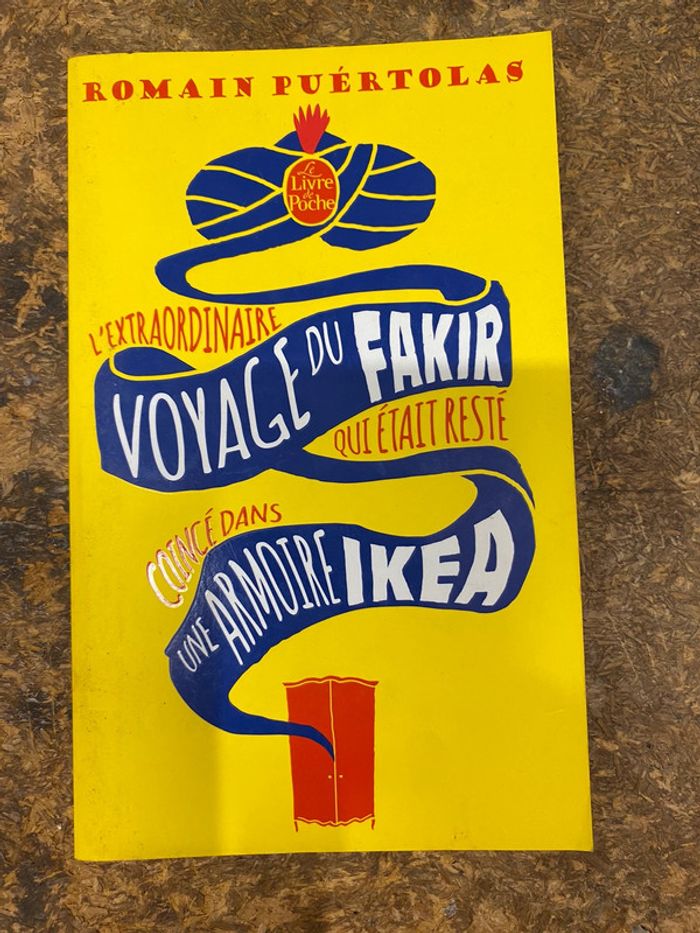 ROMAIN PUÉRTOLAS
Le
Livre
de
Poche
L'EXTRAORDINAIRE
VOYAGE DU FAKIR
QUI ÉTAIT RESTÉ
COINCÉ DANS
UNE ARMOIRE IKEA